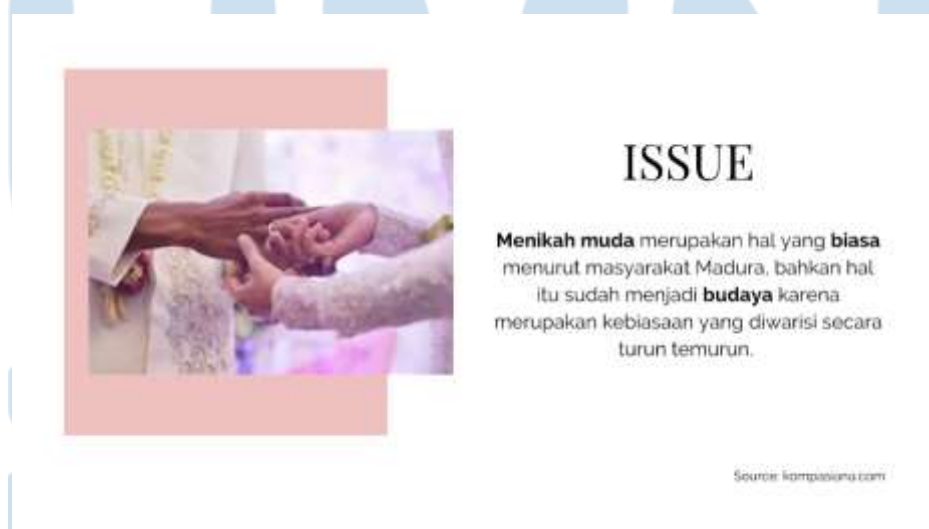 ISSUE
Menikah muda merupakan hal yang biasa
menurut masyarakat Madura, bahkan hal
itu sudah menjadi budaya karena
merupakan kebiasaan yang diwarisi secara
turun temurun.
Source: kompasiana.com